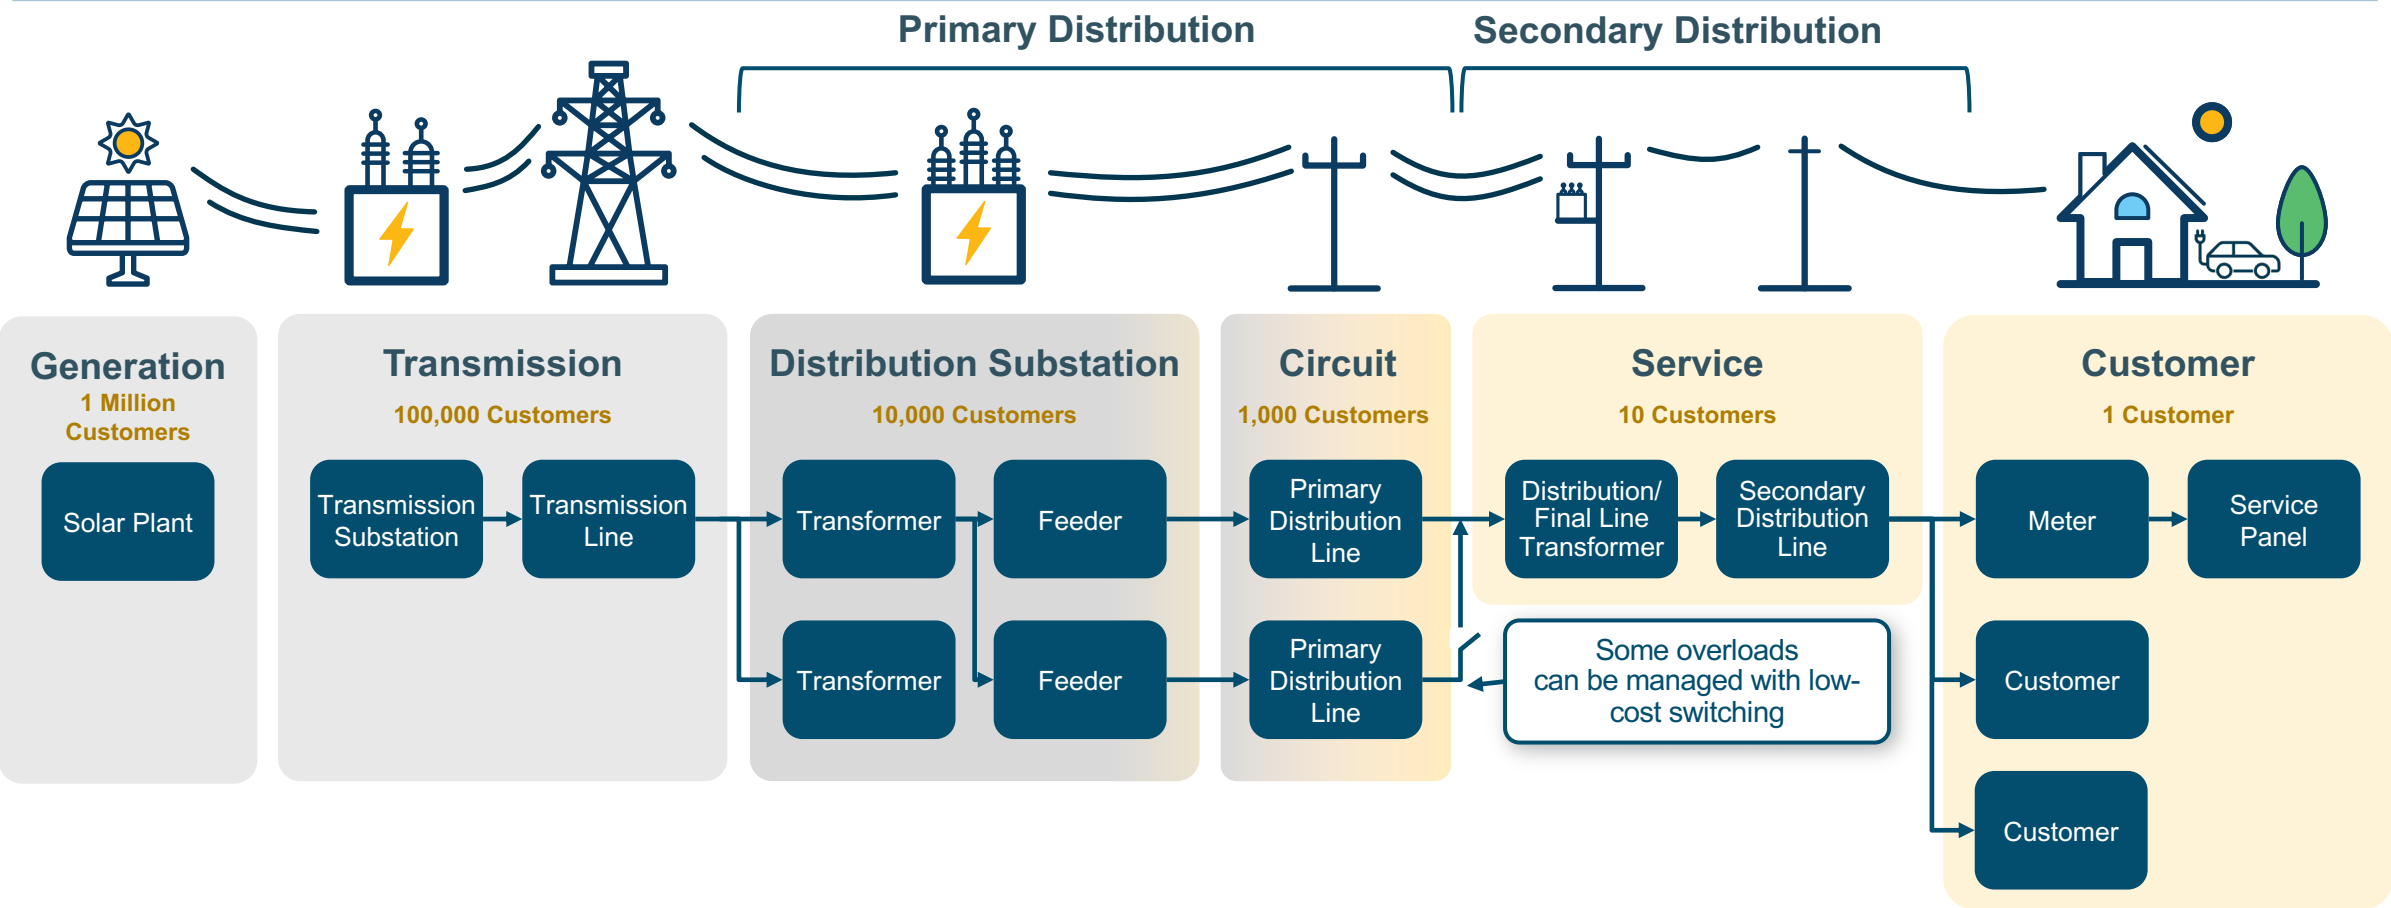 Primary Distribution
Secondary Distribution
Generation
1 Million
Customers
Solar Plant
Transmission
100,000 Customers
Transmission
Substation
Transmission
Line
Distribution Substation
10,000 Customers
Transformer
Feeder
Transformer
Feeder
Circuit
1,000 Customers
Primary
Distribution
Line
Primary
Distribution
Line
Service
10 Customers
Distribution/
Final Line
Transformer
Secondary
Distribution
Line
Some overloads
can be managed with low-
cost switching
Customer
1 Customer
Meter
Service
Panel
Customer
Customer